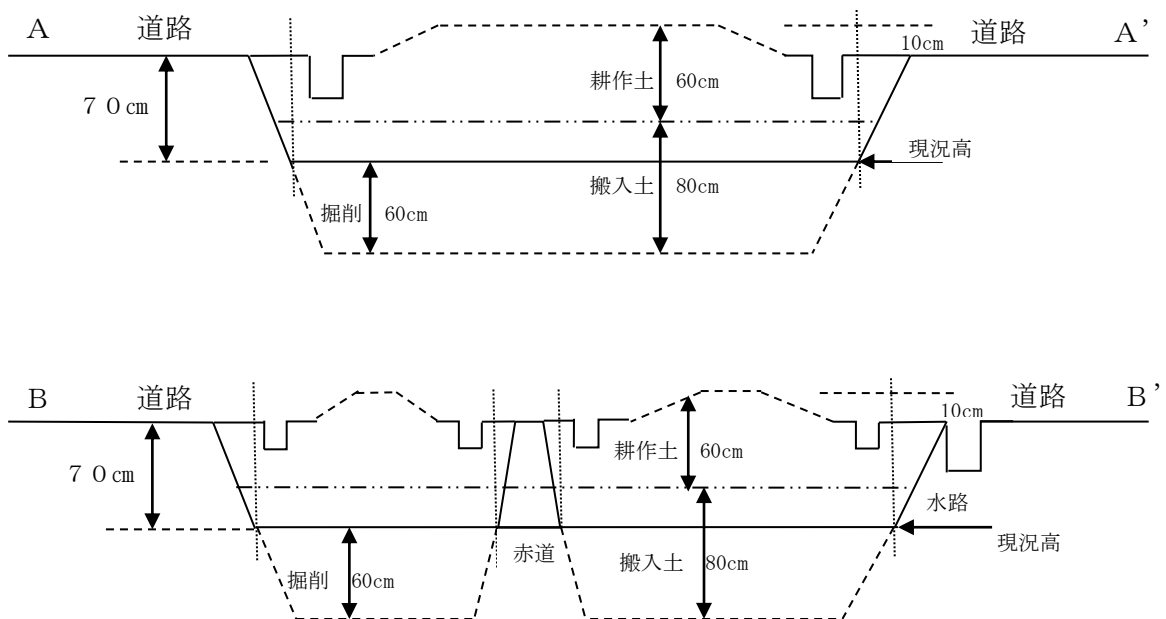 A 道路 10cm 道路 A’
７０cm 耕作土 60cm
現況高
掘削 60cm 搬入土 80cm
B 道路 10cm 道路 B’
７０cm 耕作土 60cm
水路
赤道 現況高
掘削 60cm 搬入土 80cm